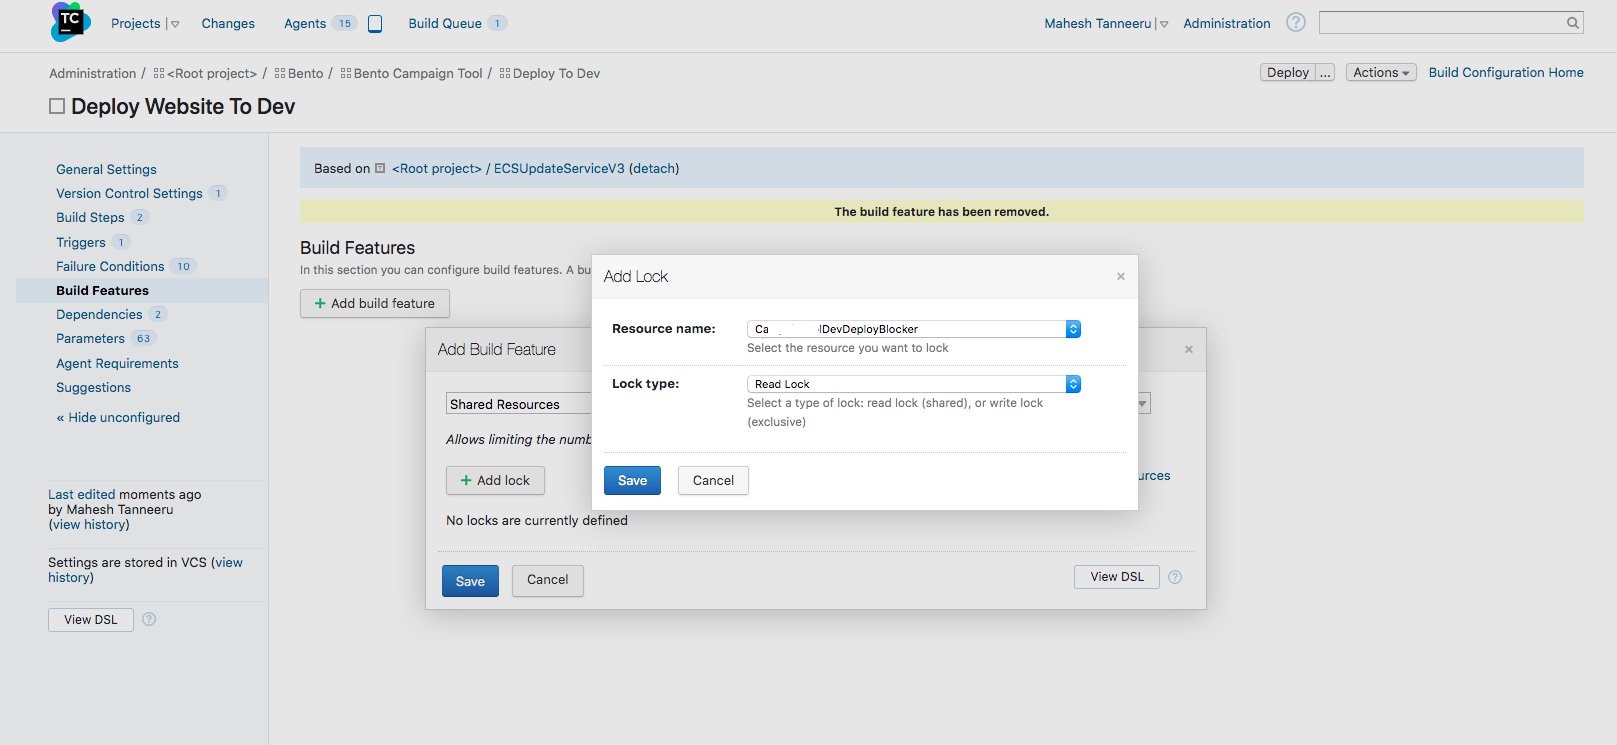 TC
Projects
Changes
Agents 15
Build Queue 1
Mahesh Tanneeru
Administration
?
Administration / <Root project> / Bento / Bento Campaign Tool / Deploy To Dev
Deploy ...
Actions
Build Configuration Home
Deploy Website To Dev
General Settings
Version Control Settings 1
Build Steps 2
Triggers 1
Failure Conditions 10
Build Features
Dependencies 2
Parameters 63
Agent Requirements
Suggestions
« Hide unconfigured
Last edited moments ago
by Mahesh Tanneeru
(view history)
Settings are stored in VCS (view
history)
View DSL ?
Based on <Root project> / ECSUpdateServiceV3 (detach)
The build feature has been removed.
Build Features
In this section you can configure build features. A bu
+ Add build feature
Add Build Feature ×
Shared Resources
Allows limiting the numb
+ Add lock
urces
No locks are currently defined
Save
Cancel
View DSL ?
Add Lock ×
Resource name:
Ca lDevDeployBlocker
Select the resource you want to lock
Lock type:
Read Lock
Select a type of lock: read lock (shared), or write lock
(exclusive)
Save
Cancel